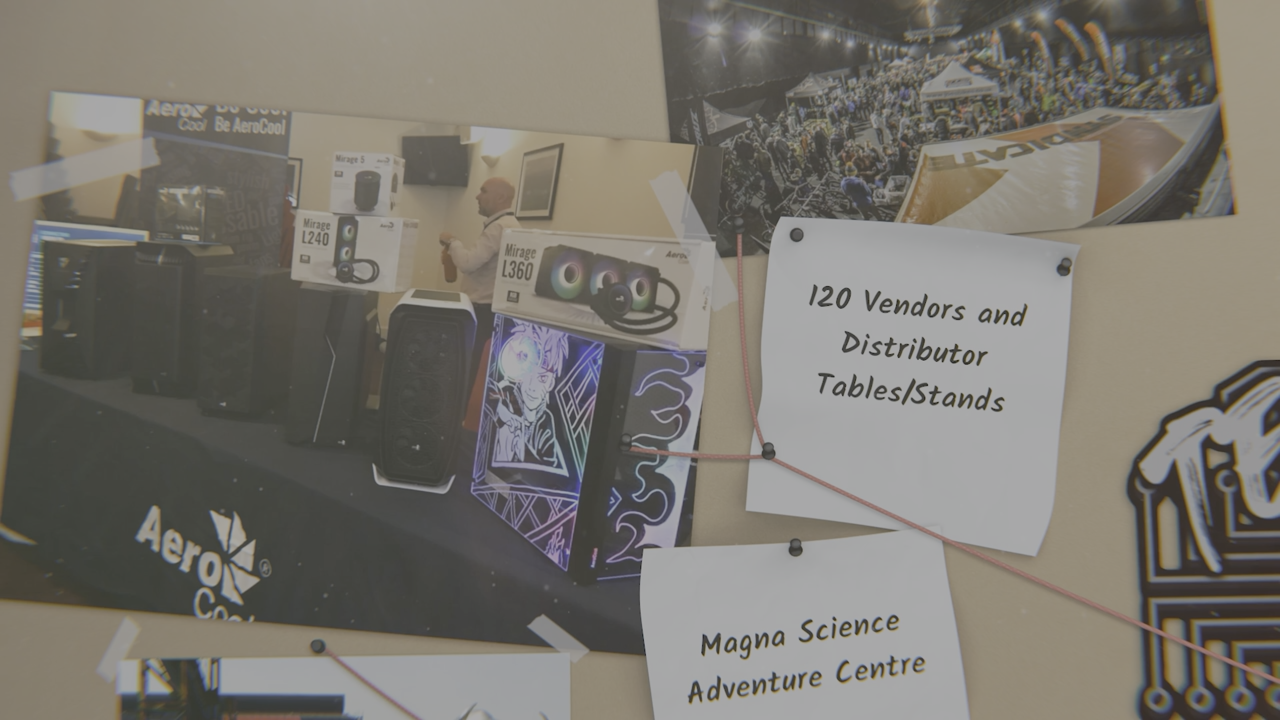 Aero
Cool
Be AeroCool
Mirage 5
Mirage
L240
Mirage
L360
Aero
Cool
120 Vendors and
Distributor
Tables/Stands
Magna Science
Adventure Centre